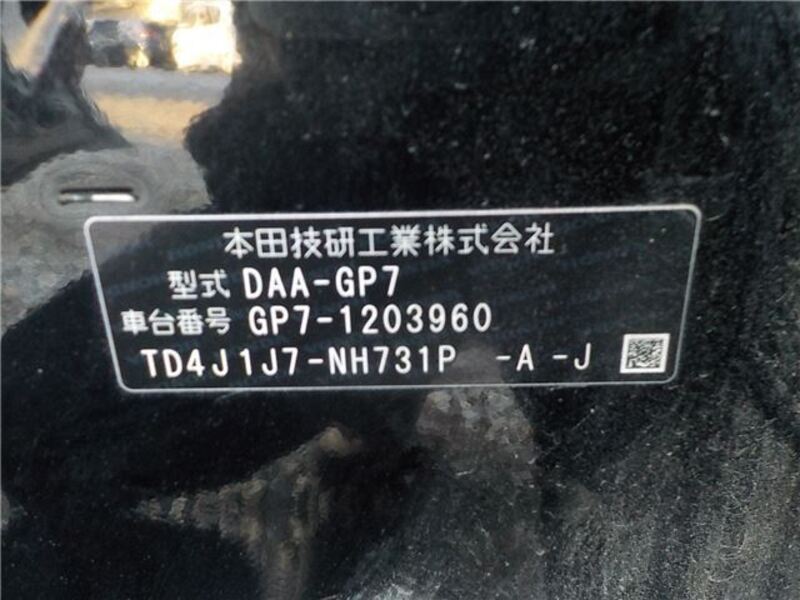 本田技研工業株式会社
型式 DAA-GP7
車台番号 GP7-1203960
TD4J1J7-NH731P -A -J